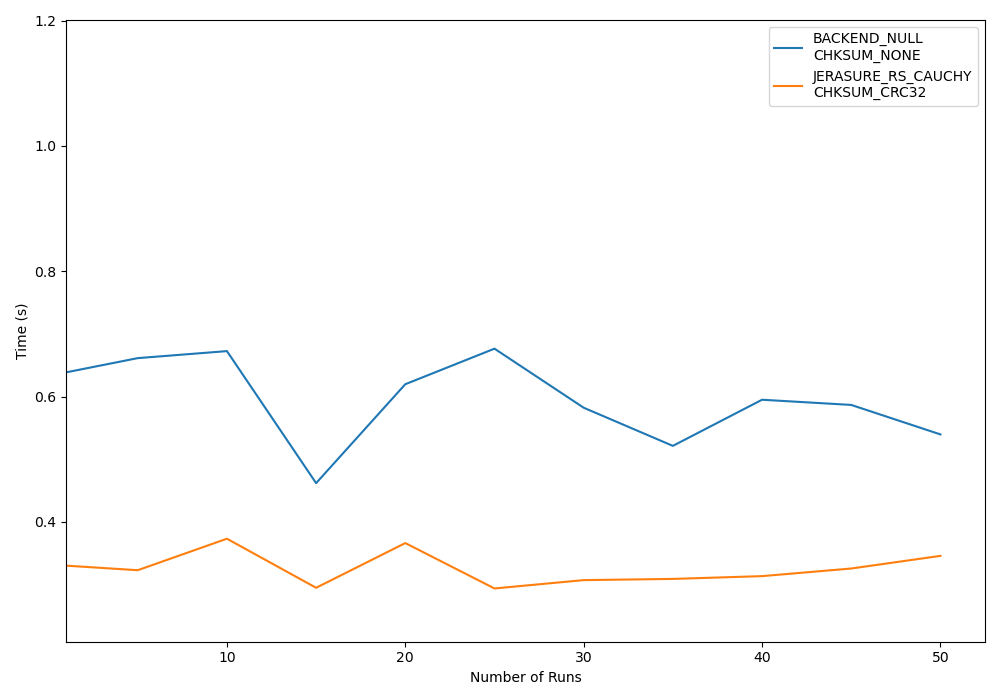 1.2
1.0
0.8
0.6
0.4
Time (s)
BACKEND_NULL
CHKSUM_NONE
JERASURE_RS_CAUCHY
CHKSUM_CRC32
10
20
30
40
50
Number of Runs